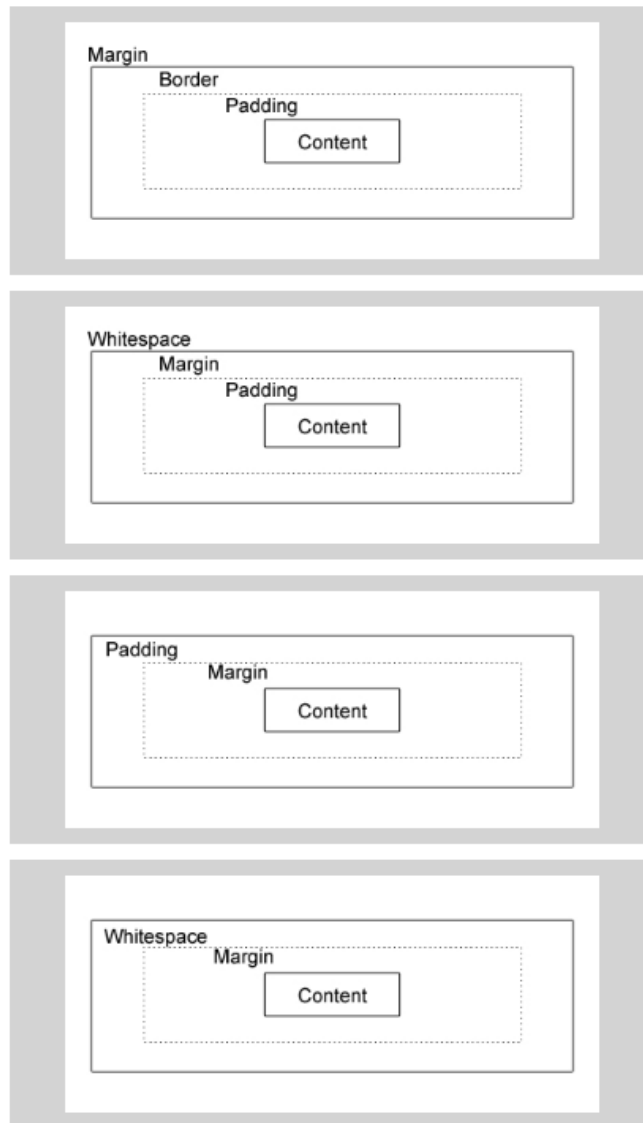 Margin
Border
Padding
Content
Whitespace
Margin
Padding
Content
Padding
Margin
Content
Whitespace
Margin
Content